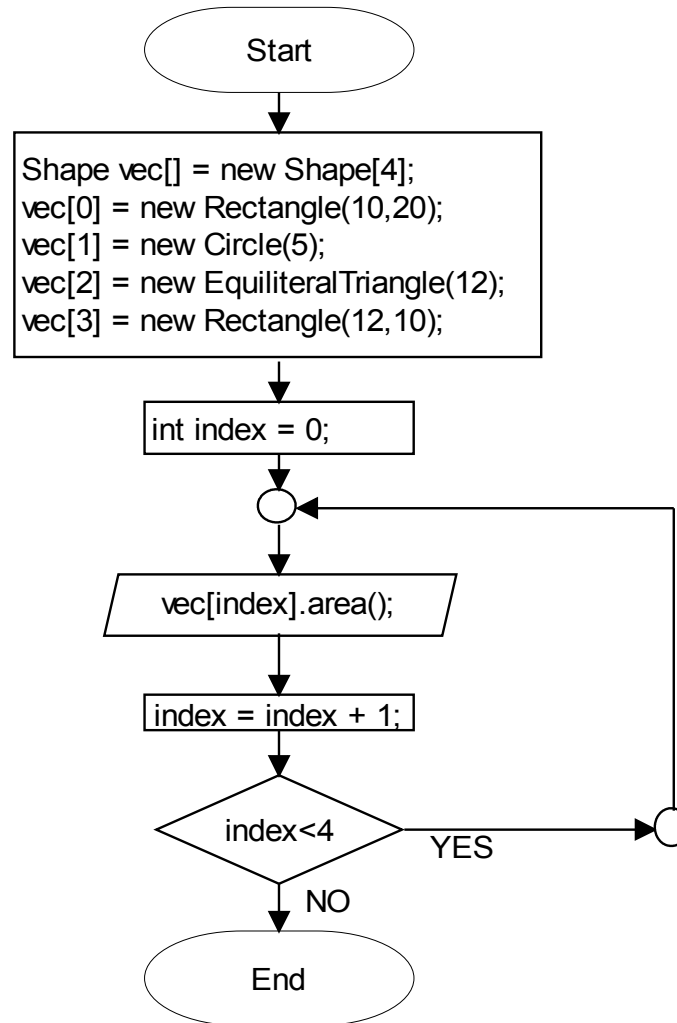 Start
Shape vec[] = new Shape[4];
vec[0] = new Rectangle(10,20);
vec[1] = new Circle(5);
vec[2] = new EquiliteralTriangle(12);
vec[3] = new Rectangle(12,10);
int index = 0;
vec[index].area();
index = index + 1;
index<4
YES
NO
End